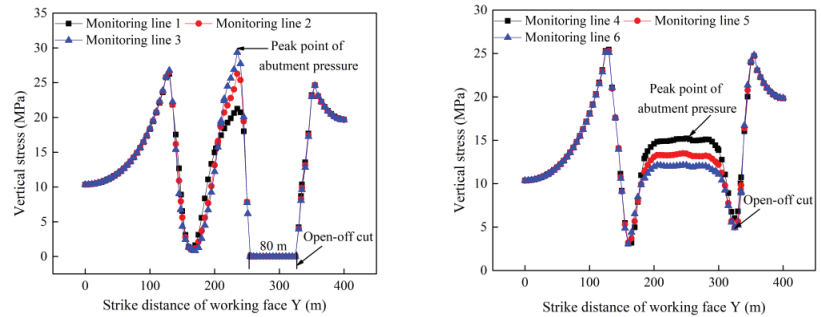 Monitoring line 1 Monitoring line 2
Monitoring line 3
Peak point of
abutment pressure
80 m
Open-off cut
35
30
25
20
15
10
5
0
Vertical stress (MPa)
0 100 200 300 400
Strike distance of working face Y (m)
Monitoring line 4 Monitoring line 5
Monitoring line 6
Peak point of
abutment pressure
Open-off cut
30
25
20
15
10
5
0
Vertical stress (MPa)
0 100 200 300 400
Strike distance of working face Y (m)